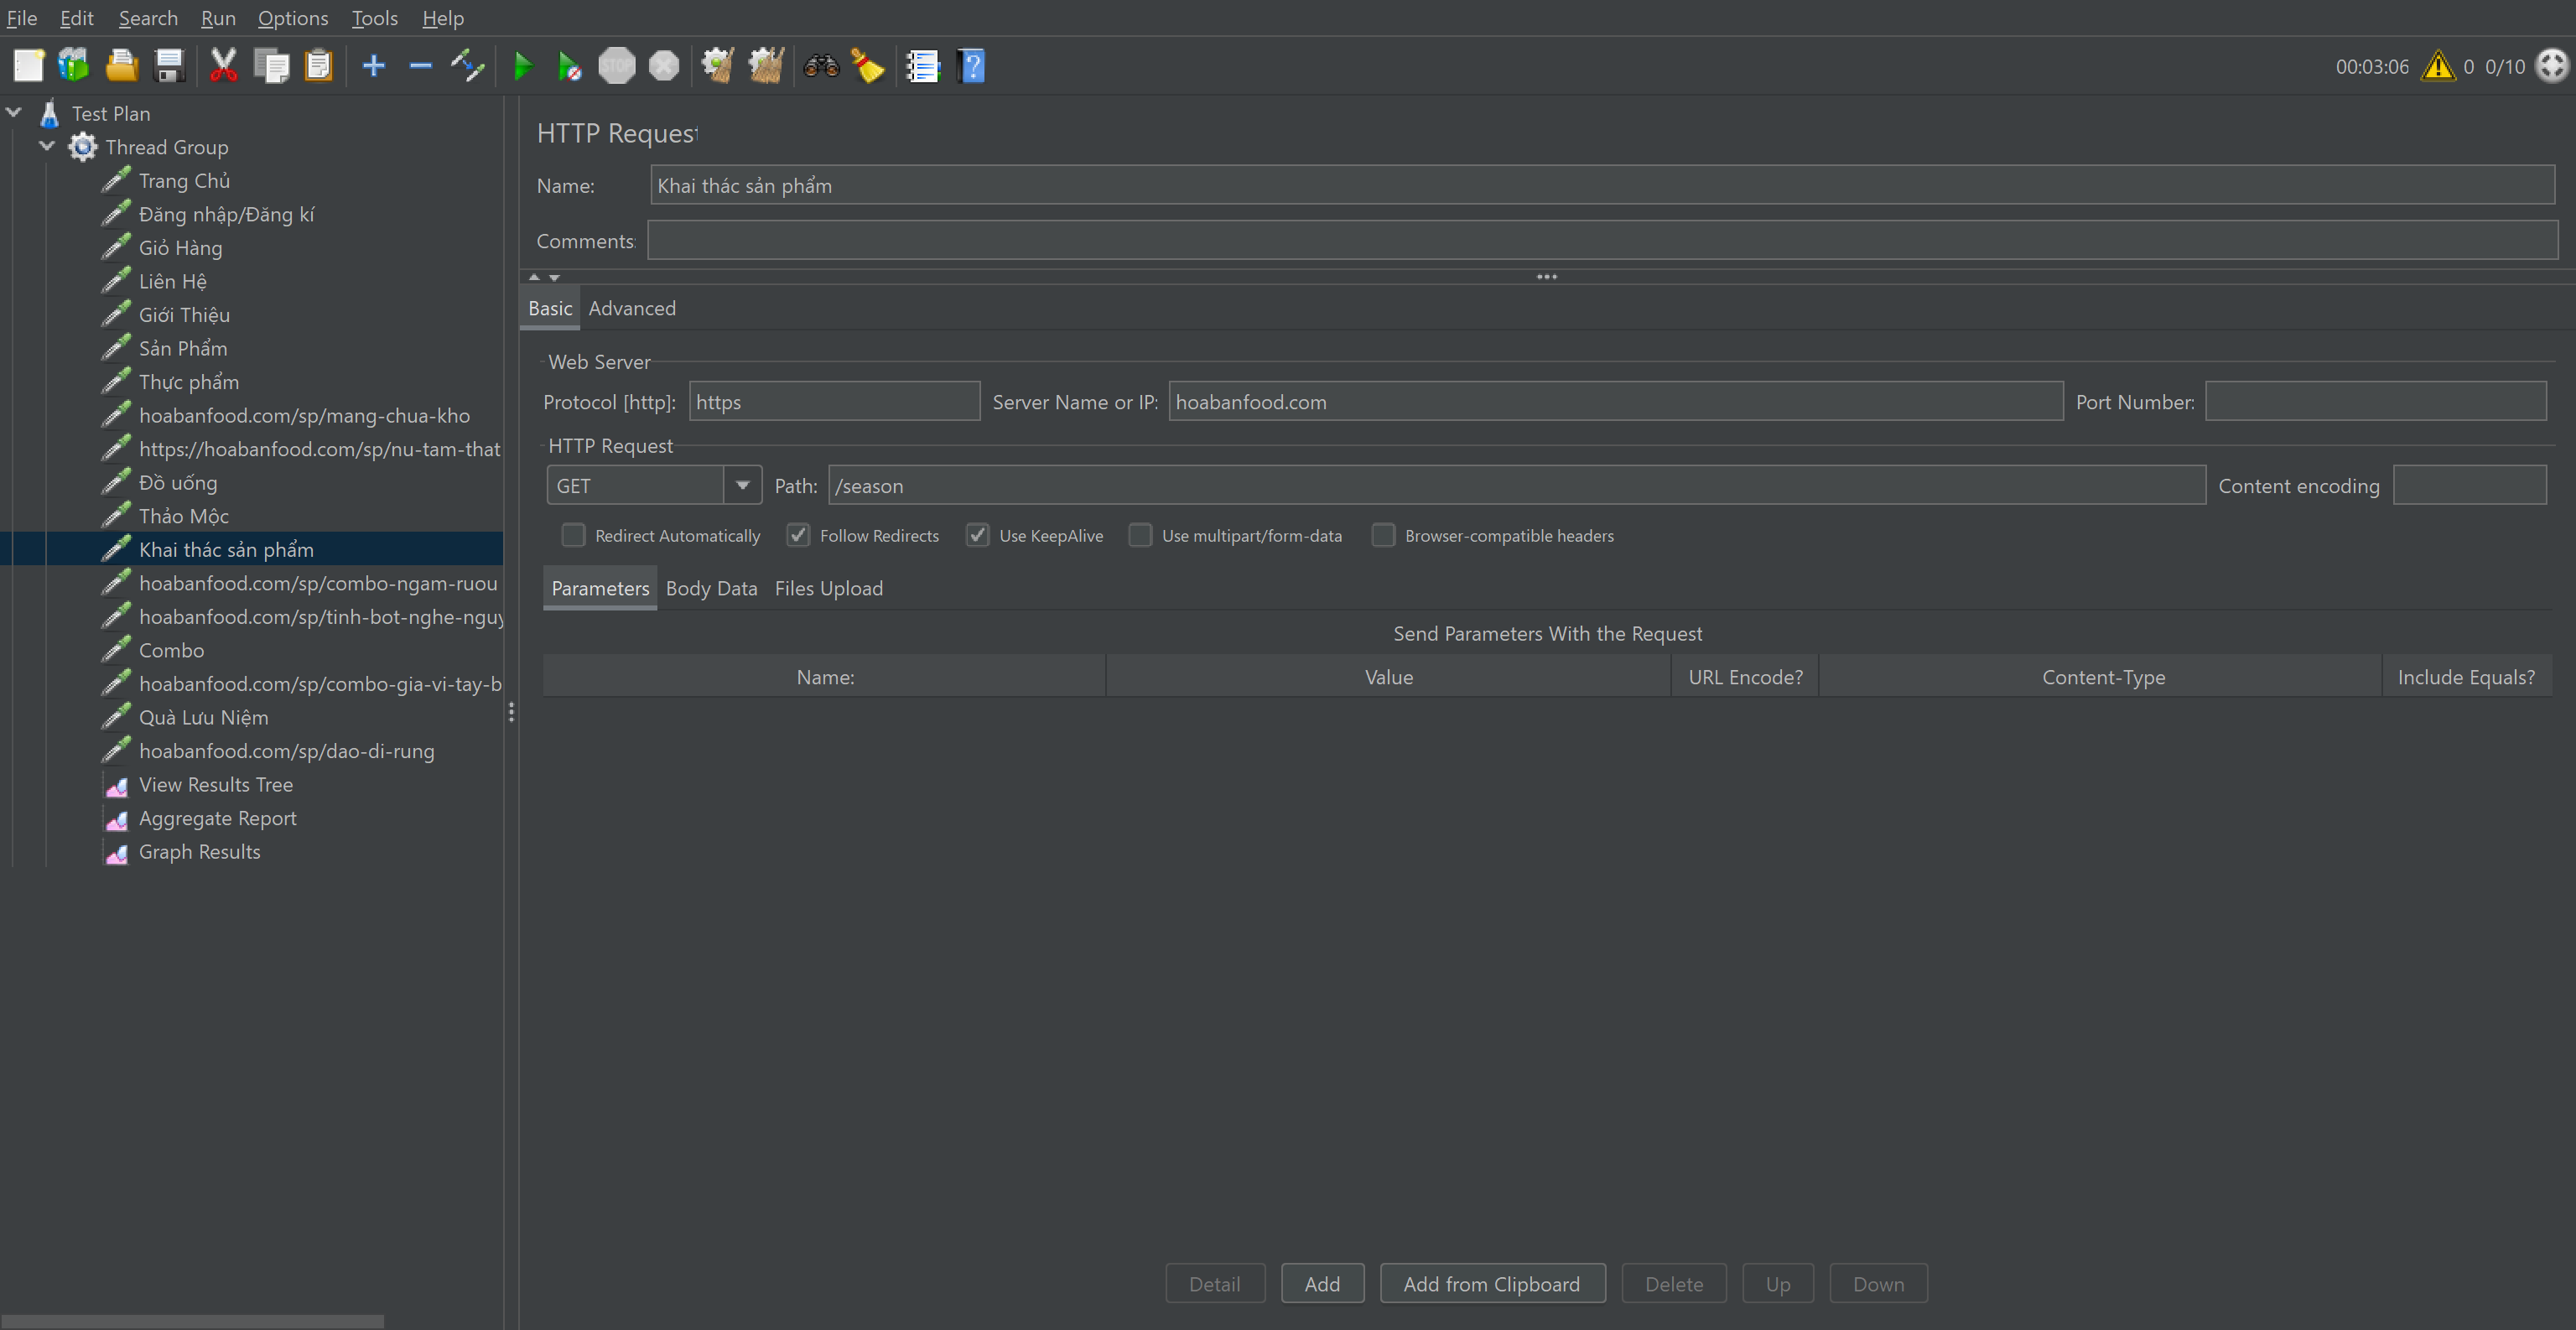 File Edit Search Run Options Tools Help
STOP
00:03:06 0 0/10
Test Plan
Thread Group
Trang Chủ
Đăng nhập/Đăng kí
Giỏ Hàng
Liên Hệ
Giới Thiệu
Sản Phẩm
Thực phẩm
hoabanfood.com/sp/mang-chua-kho
https://hoabanfood.com/sp/nu-tam-that
Đồ uống
Thảo Mộc
Khai thác sản phẩm
hoabanfood.com/sp/combo-ngam-ruou
hoabanfood.com/sp/tinh-bot-nghe-nguy
Combo
hoabanfood.com/sp/combo-gia-vi-tay-b
Quà Lưu Niệm
hoabanfood.com/sp/dao-di-rung
View Results Tree
Aggregate Report
Graph Results
HTTP Request
Name: Khai thác sản phẩm
Comments:
Basic Advanced
Web Server
Protocol [http]: https Server Name or IP: hoabanfood.com Port Number:
HTTP Request
GET Path: /season Content encoding
Redirect Automatically Follow Redirects Use KeepAlive Use multipart/form-data Browser-compatible headers
Parameters Body Data Files Upload
Send Parameters With the Request
Name: Value URL Encode? Content-Type Include Equals?
Detail Add Add from Clipboard Delete Up Down